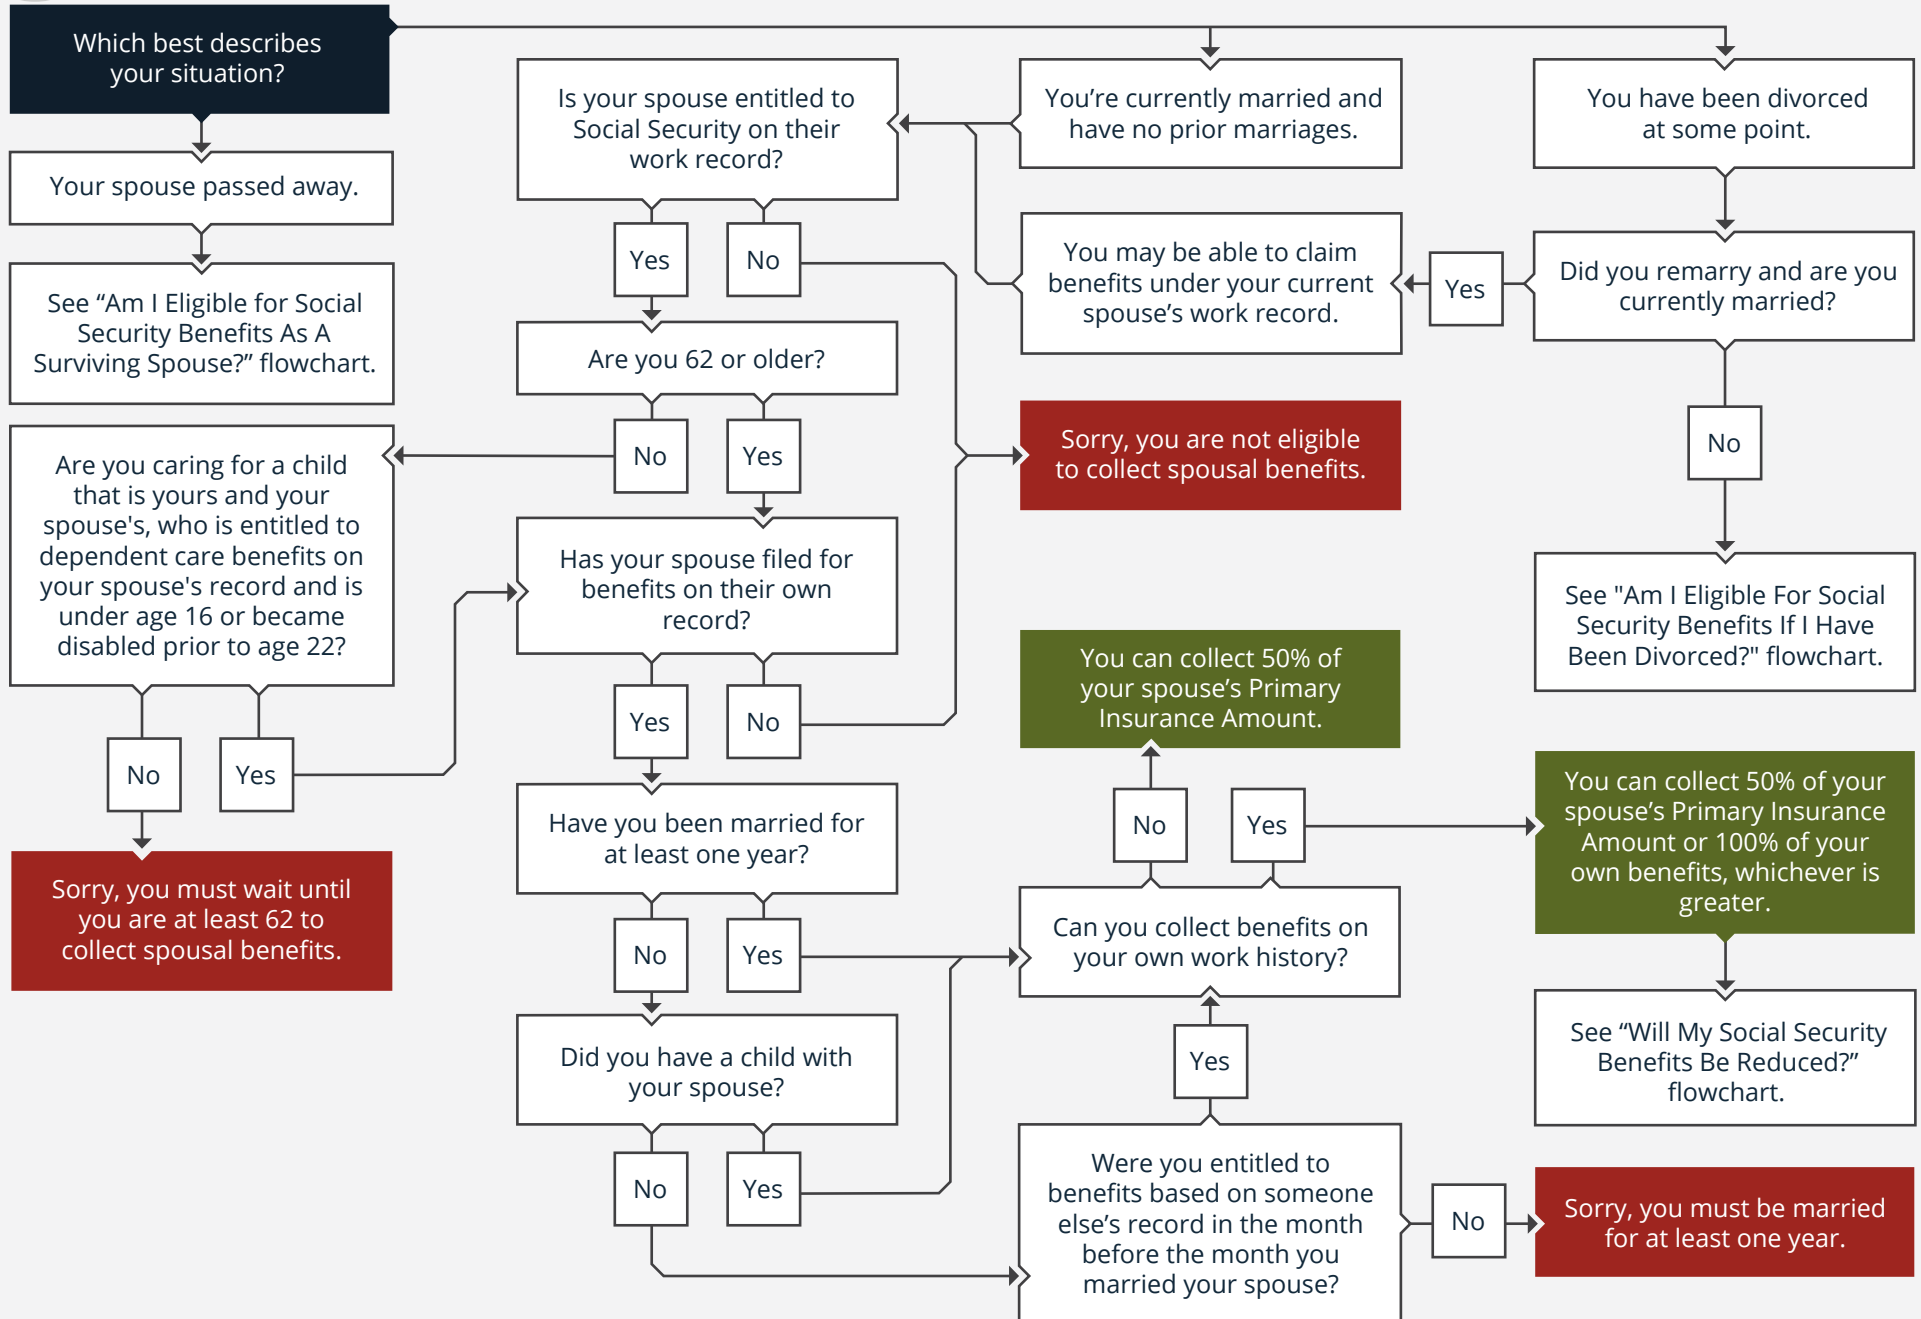 Which best describes
your situation?
Your spouse passed away.
See “Am I Eligible for Social
Security Benefits As A
Surviving Spouse?” flowchart.
You’re currently married and
have no prior marriages.
You have been divorced
at some point.
Did you remarry and are you
currently married?
Yes
You may be able to claim
benefits under your current
spouse’s work record.
No
See "Am I Eligible For Social
Security Benefits If I Have
Been Divorced?" flowchart.
Is your spouse entitled to
Social Security on their
work record?
Yes
No
Are you 62 or older?
No
Yes
Sorry, you are not eligible
to collect spousal benefits.
Are you caring for a child
that is yours and your
spouse's, who is entitled to
dependent care benefits on
your spouse's record and is
under age 16 or became
disabled prior to age 22?
No
Yes
Sorry, you must wait until
you are at least 62 to
collect spousal benefits.
Has your spouse filed for
benefits on their own
record?
Yes
No
Have you been married for
at least one year?
No
Yes
Did you have a child with
your spouse?
No
Yes
You can collect 50% of
your spouse’s Primary
Insurance Amount.
No
Yes
Can you collect benefits on
your own work history?
Yes
Were you entitled to
benefits based on someone
else’s record in the month
before the month you
married your spouse?
No
Sorry, you must be married
for at least one year.
You can collect 50% of your
spouse’s Primary Insurance
Amount or 100% of your
own benefits, whichever is
greater.
See “Will My Social Security
Benefits Be Reduced?”
flowchart.